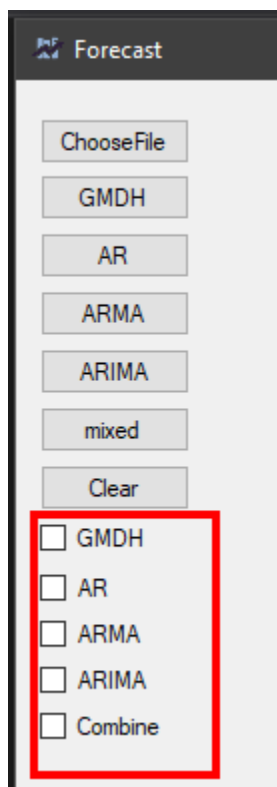 Forecast
ChooseFile
GMDH
AR
ARMA
ARIMA
mixed
Clear
GMDH
AR
ARMA
ARIMA
Combine